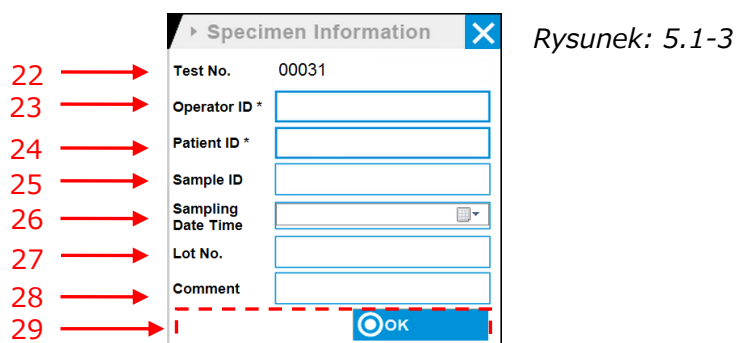 Specimen Information
Rysunek: 5.1-3
22 Test No. 00031
23 Operator ID *
24 Patient ID *
25 Sample ID
26 Sampling
Date Time
27 Lot No.
28 Comment
29 OK